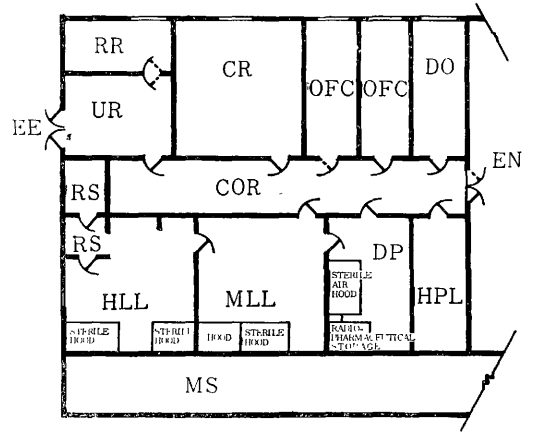 RR
CR
OFC
OFC
DO
UR
EE
EN
COR
RS
RS
DP
HLL
MLL
HPL
STERILE
AIR
HOOD
STERILE
HOOD
STERILE
HOOD
HOOD
STERILE
HOOD
RADIO-
PHARMACEUTICAL
STORAGE
MS